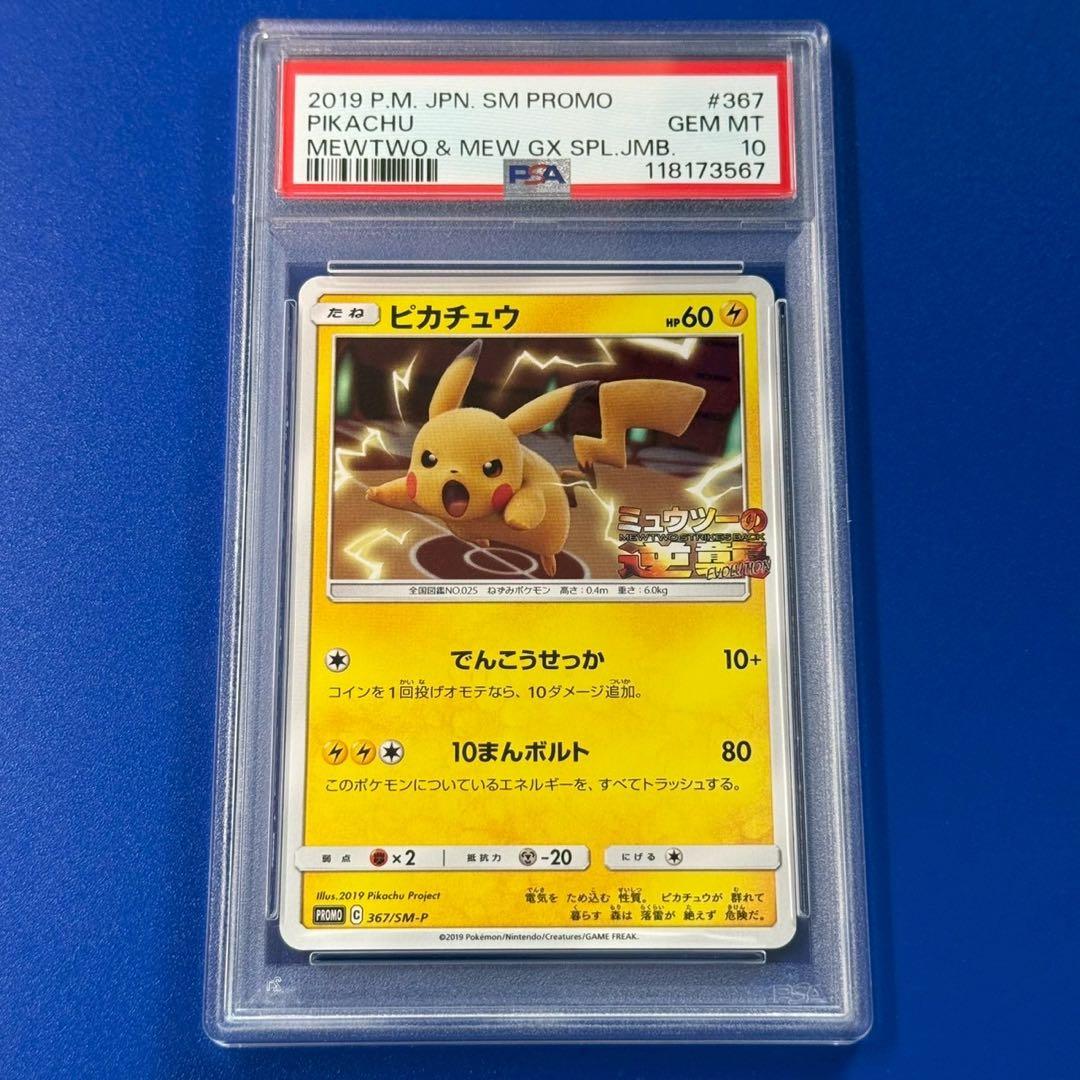 2019 P.M. JPN. SM PROMO #367
PIKACHU GEM MT
MEWTWO & MEW GX SPL.JMB. 10
PSA 118173567
たね ピカチュウ HP60
ミュウツーの
MEWTWO STRIKES BACK
逆襲
EVOLUTION
全国図鑑NO.025 ねずみポケモン 高さ:0.4m 重さ:6.0kg
でんこうせっか 10+
コインを1回投げオモテなら、10ダメージ追加。
10まんボルト 80
このポケモンについているエネルギーを、すべてトラッシュする。
弱点 ×2 抵抗力 -20 にげる
Illus.2019 Pikachu Project
電気を ため込む 性質。 ピカチュウが 群れて
暮らす 森は 落雷が 絶えず 危険だ。
PROMO C 367/SM-P
©2019 Pokémon/Nintendo/Creatures/GAME FREAK.
PSA